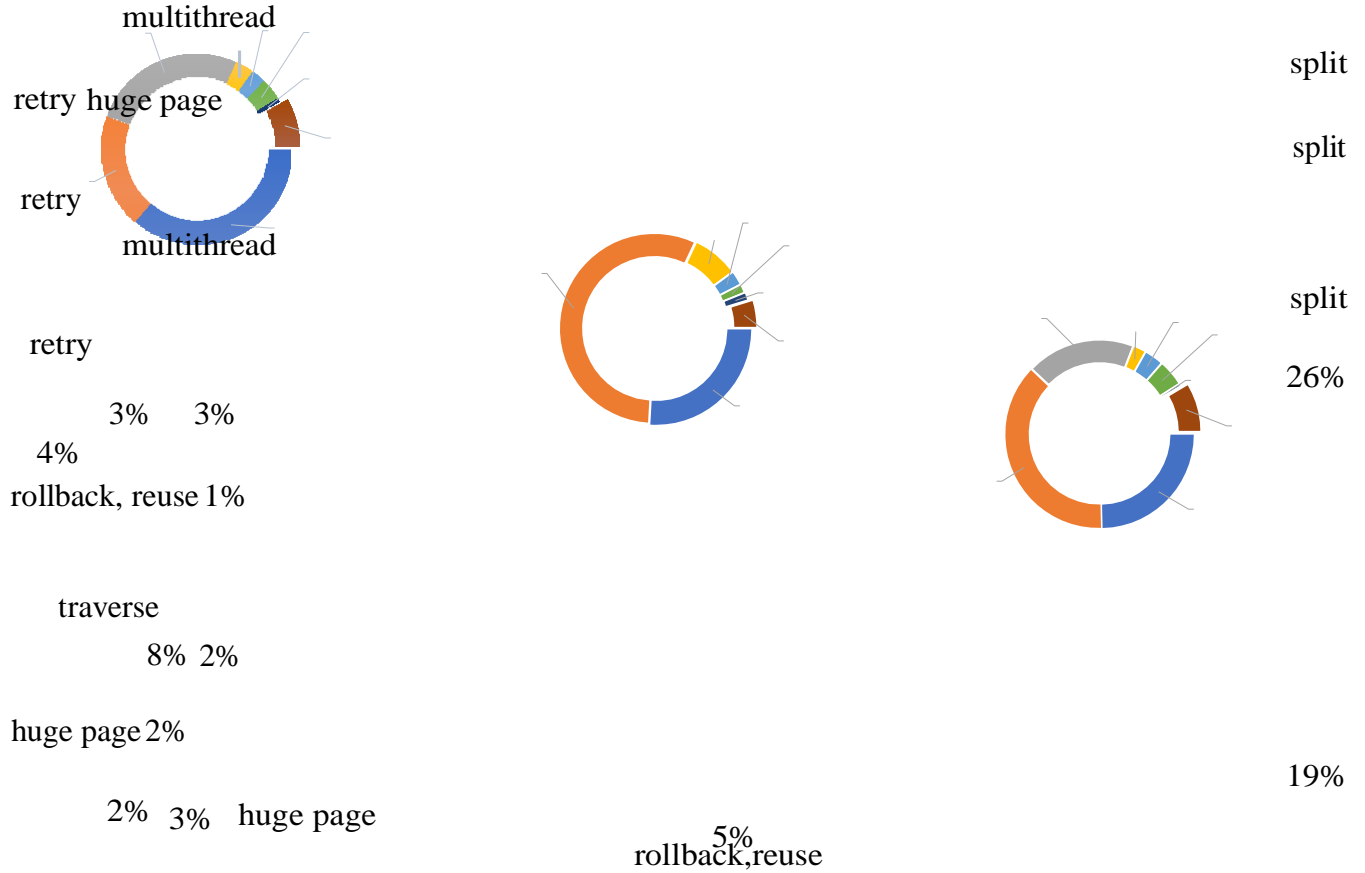 multithread
split
retry huge page
split
retry
multithread
split
retry
26%
3% 3%
4%
rollback, reuse 1%
traverse
8% 2%
huge page 2%
19%
2% 3% huge page
5%
rollback,reuse